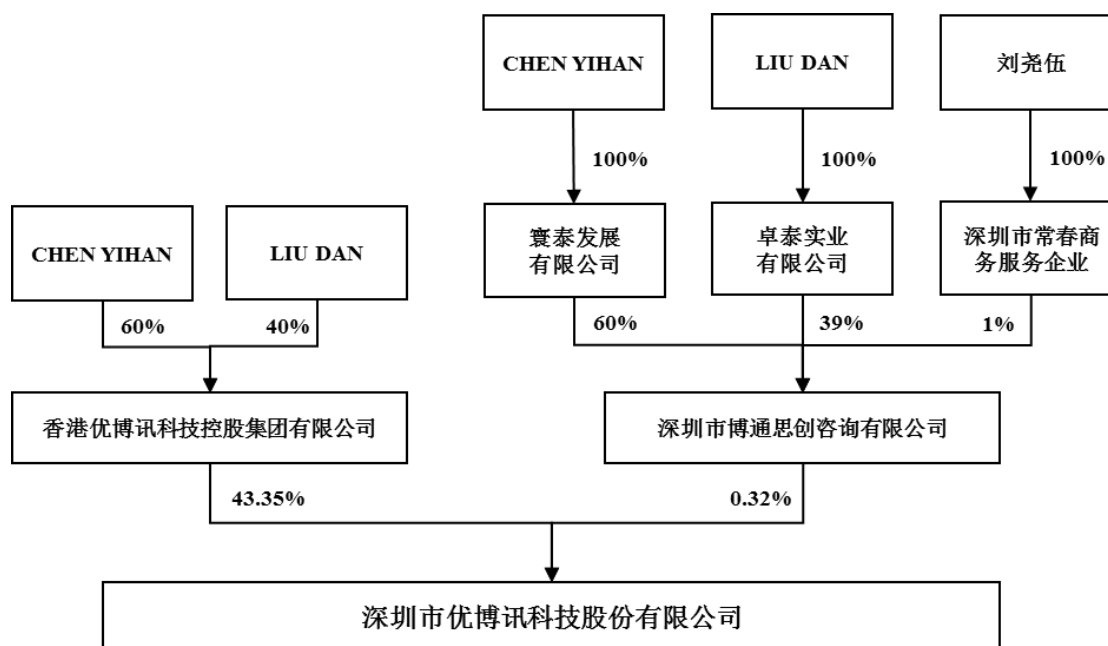 CHEN YIHAN
LIU DAN
刘尧伍
100%
100%
100%
CHEN YIHAN
LIU DAN
寰泰发展
有限公司
卓泰实业
有限公司
深圳市常春商
务服务企业
60%
40%
60%
39%
1%
香港优博讯科技控股集团有限公司
深圳市博通思创咨询有限公司
43.35%
0.32%
深圳市优博讯科技股份有限公司